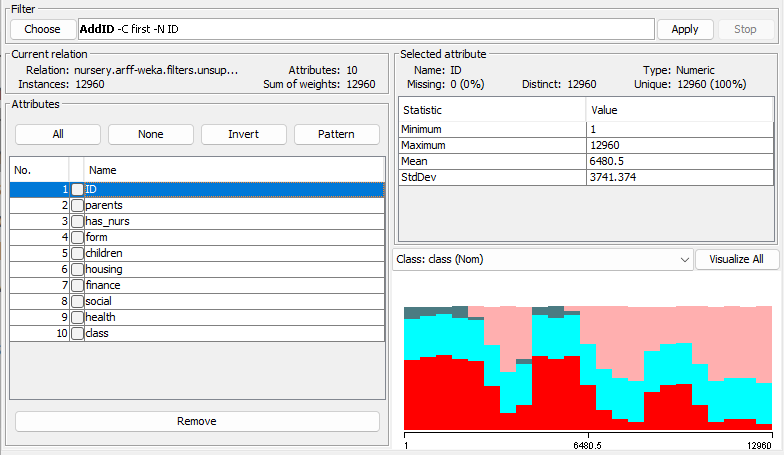 Filter
Choose AddID -C first -N ID Apply Stop
Current relation
Relation: nursery.arff-weka.filters.unsup... Attributes: 10
Instances: 12960 Sum of weights: 12960
Attributes
All None Invert Pattern
No. Name
1 ID
2 parents
3 has_nurs
4 form
5 children
6 housing
7 finance
8 social
9 health
10 class
Remove
Selected attribute
Name: ID Type: Numeric
Missing: 0 (0%) Distinct: 12960 Unique: 12960 (100%)
Statistic Value
Minimum 1
Maximum 12960
Mean 6480.5
StdDev 3741.374
Class: class (Nom) Visualize All
1 6480.5 12960